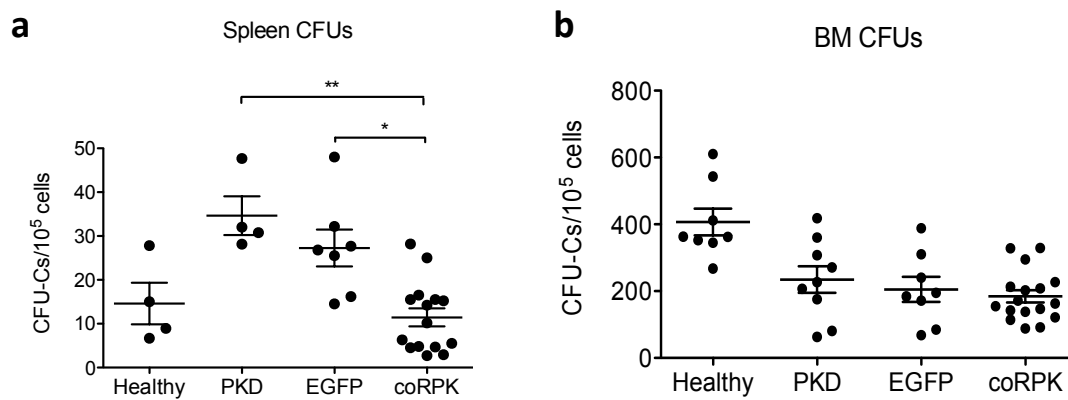 a
Spleen CFUs
**
*
CFU-Cs/10⁵ cells
50
40
30
20
10
0
Healthy PKD EGFP coRPK
b
BM CFUs
CFU-Cs/10⁵ cells
800
600
400
200
0
Healthy PKD EGFP coRPK